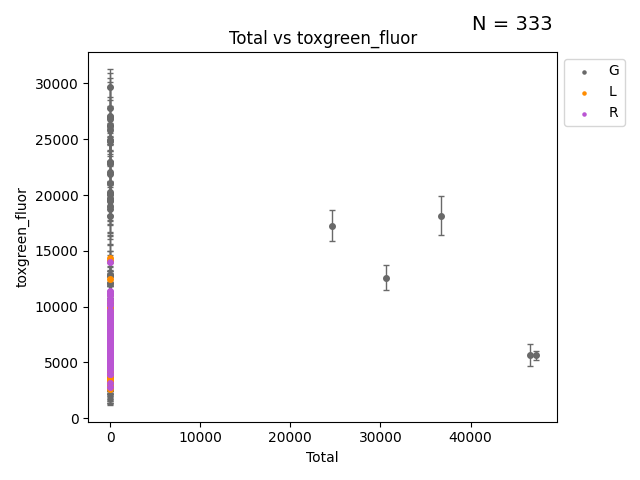 N = 333
Total vs toxgreen_fluor
G
L
R
30000
25000
20000
15000
10000
5000
0
toxgreen_fluor
0 10000 20000 30000 40000
Total